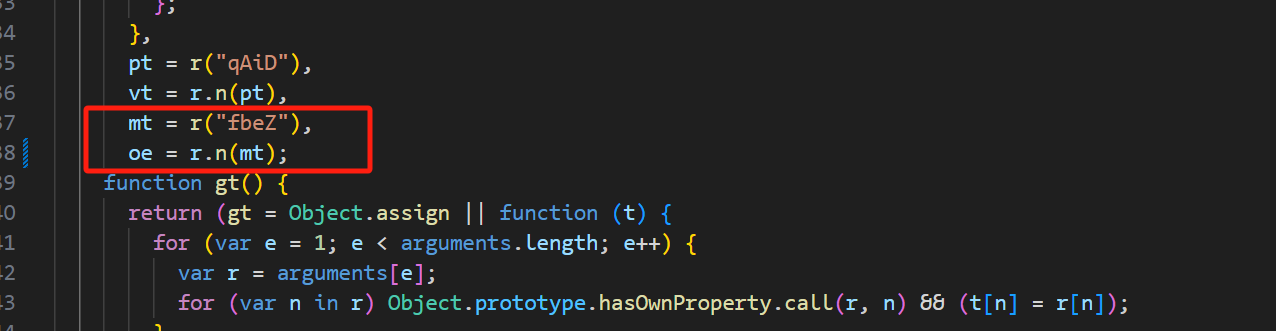 };
34
},
35
pt = r("qAiD"),
36
vt = r.n(pt),
37
mt = r("fbeZ"),
38
oe = r.n(mt);
39
function gt() {
40
return (gt = Object.assign || function (t) {
41
for (var e = 1; e < arguments.length; e++) {
42
var r = arguments[e];
43
for (var n in r) Object.prototype.hasOwnProperty.call(r, n) && (t[n] = r[n]);